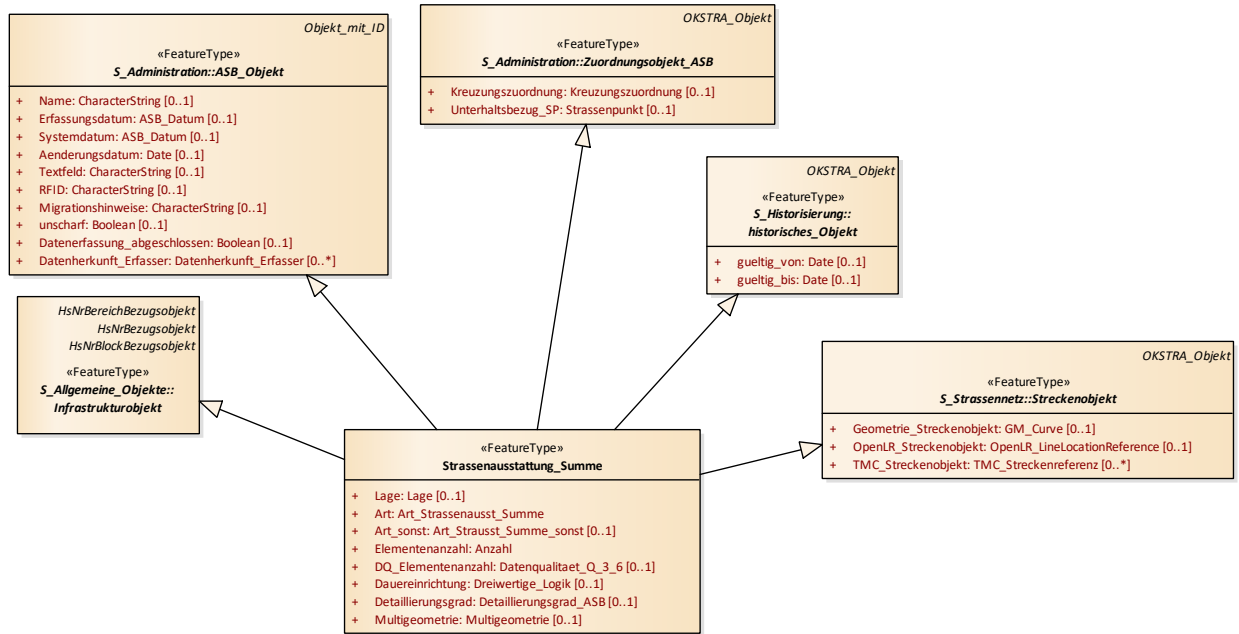 Objekt_mit_ID
«FeatureType»
S_Administration::ASB_Objekt
+ Name: CharacterString [0..1]
+ Erfassungsdatum: ASB_Datum [0..1]
+ Systemdatum: ASB_Datum [0..1]
+ Aenderungsdatum: Date [0..1]
+ Textfeld: CharacterString [0..1]
+ RFID: CharacterString [0..1]
+ Migrationshinweise: CharacterString [0..1]
+ unscharf: Boolean [0..1]
+ Datenerfassung_abgeschlossen: Boolean [0..1]
+ Datenherkunft_Erfasser: Datenherkunft_Erfasser [0..*]
OKSTRA_Objekt
«FeatureType»
S_Administration::Zuordnungsobjekt_ASB
+ Kreuzungszuordnung: Kreuzungszuordnung [0..1]
+ Unterhaltsbezug_SP: Strassenpunkt [0..1]
OKSTRA_Objekt
«FeatureType»
S_Historisierung::
historisches_Objekt
+ gueltig_von: Date [0..1]
+ gueltig_bis: Date [0..1]
HsNrBereichBezugsobjekt
HsNrBezugsobjekt
HsNrBlockBezugsobjekt
«FeatureType»
S_Allgemeine_Objekte::
Infrastrukturobjekt
OKSTRA_Objekt
«FeatureType»
S_Strassennetz::Streckenobjekt
+ Geometrie_Streckenobjekt: GM_Curve [0..1]
+ OpenLR_Streckenobjekt: OpenLR_LineLocationReference [0..1]
+ TMC_Streckenobjekt: TMC_Streckenreferenz [0..*]
«FeatureType»
Strassenausstattung_Summe
+ Lage: Lage [0..1]
+ Art: Art_Strassenausst_Summe
+ Art_sonst: Art_Strausst_Summe_sonst [0..1]
+ Elementenanzahl: Anzahl
+ DQ_Elementenanzahl: Datenqualitaet_Q_3_6 [0..1]
+ Dauereinrichtung: Dreiwertige_Logik [0..1]
+ Detaillierungsgrad: Detaillierungsgrad_ASB [0..1]
+ Multigeometrie: Multigeometrie [0..1]